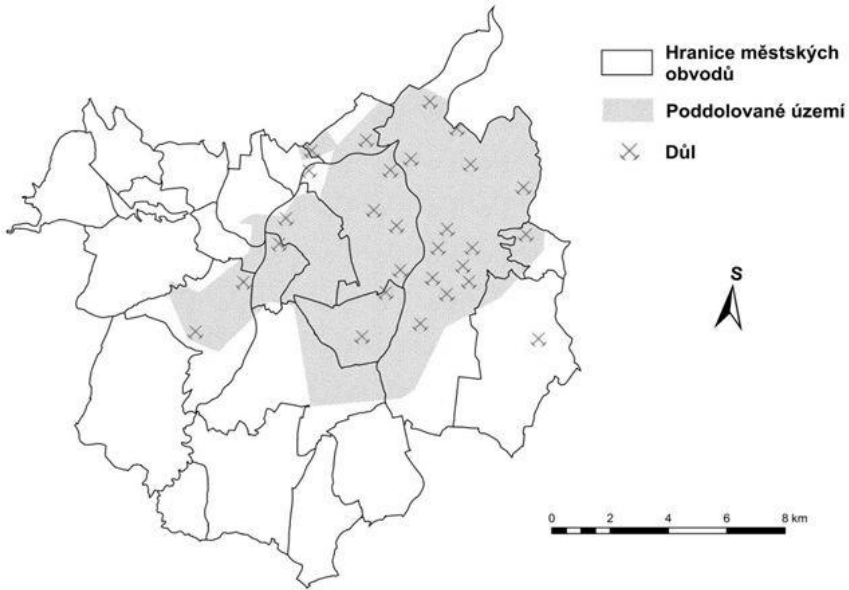 Hranice městských
obvodů
Poddolované území
Důl
S
0 2 4 6 8 km